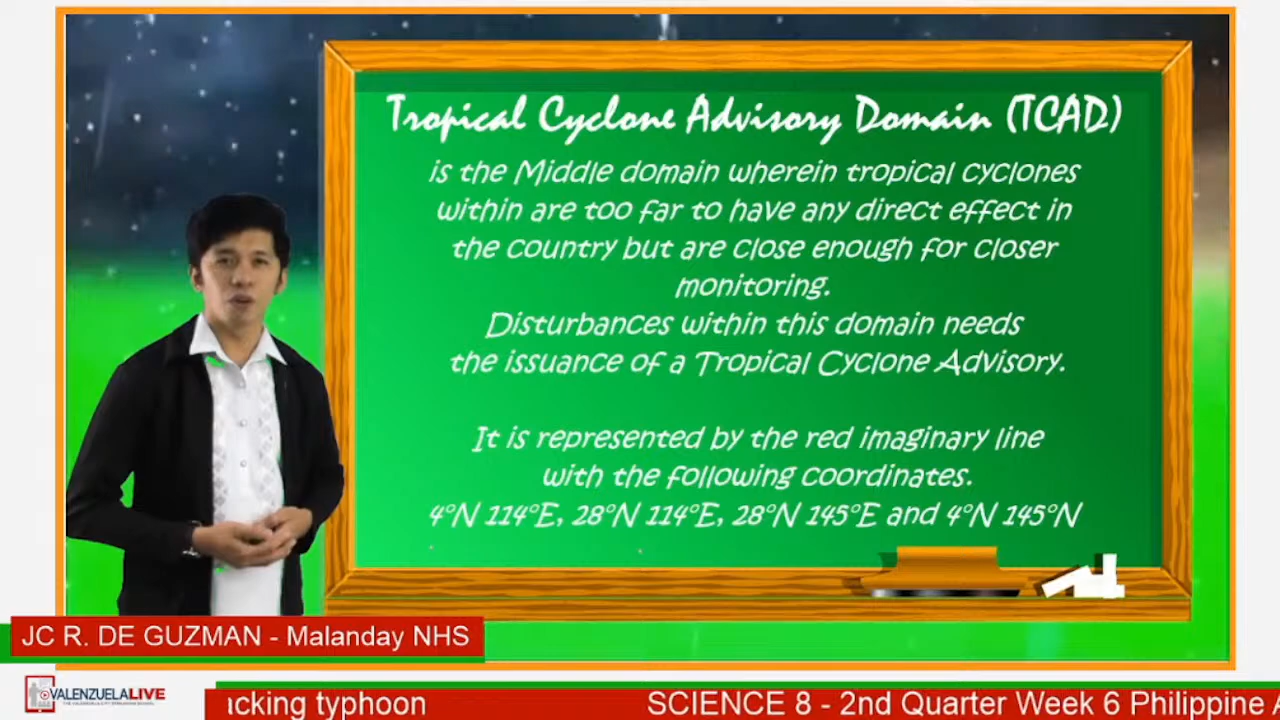 Tropical Cyclone Advisory Domain (TCAD)
is the Middle domain wherein tropical cyclones
within are too far to have any direct effect in
the country but are close enough for closer
monitoring.
Disturbances within this domain needs
the issuance of a Tropical Cyclone Advisory.
It is represented by the red imaginary line
with the following coordinates.
4°N 114°E, 28°N 114°E, 28°N 145°E and 4°N 145°N
JC R. DE GUZMAN - Malanday NHS
VALENZUELALIVE
acking typhoon
SCIENCE 8 - 2nd Quarter Week 6 Philippine A